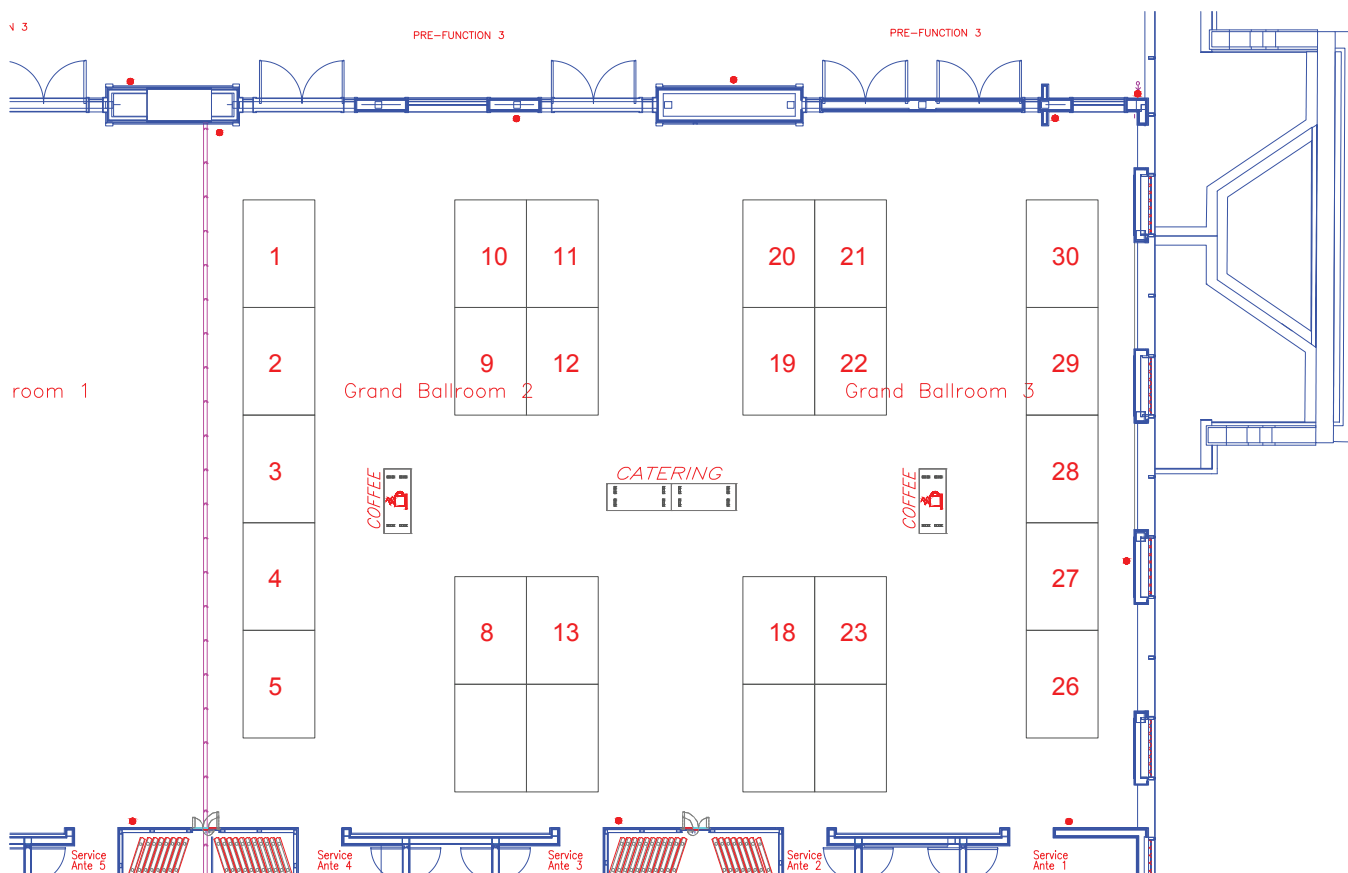 N 3
PRE-FUNCTION 3
PRE-FUNCTION 3
1
10
11
20
21
30
2
9
12
19
22
29
room 1
Grand Ballroom 2
Grand Ballroom 3
3
COFFEE
CATERING
COFFEE
28
4
27
8
13
18
23
5
26
Service
Ante 5
Service
Ante 4
Service
Ante 3
Service
Ante 2
Service
Ante 1